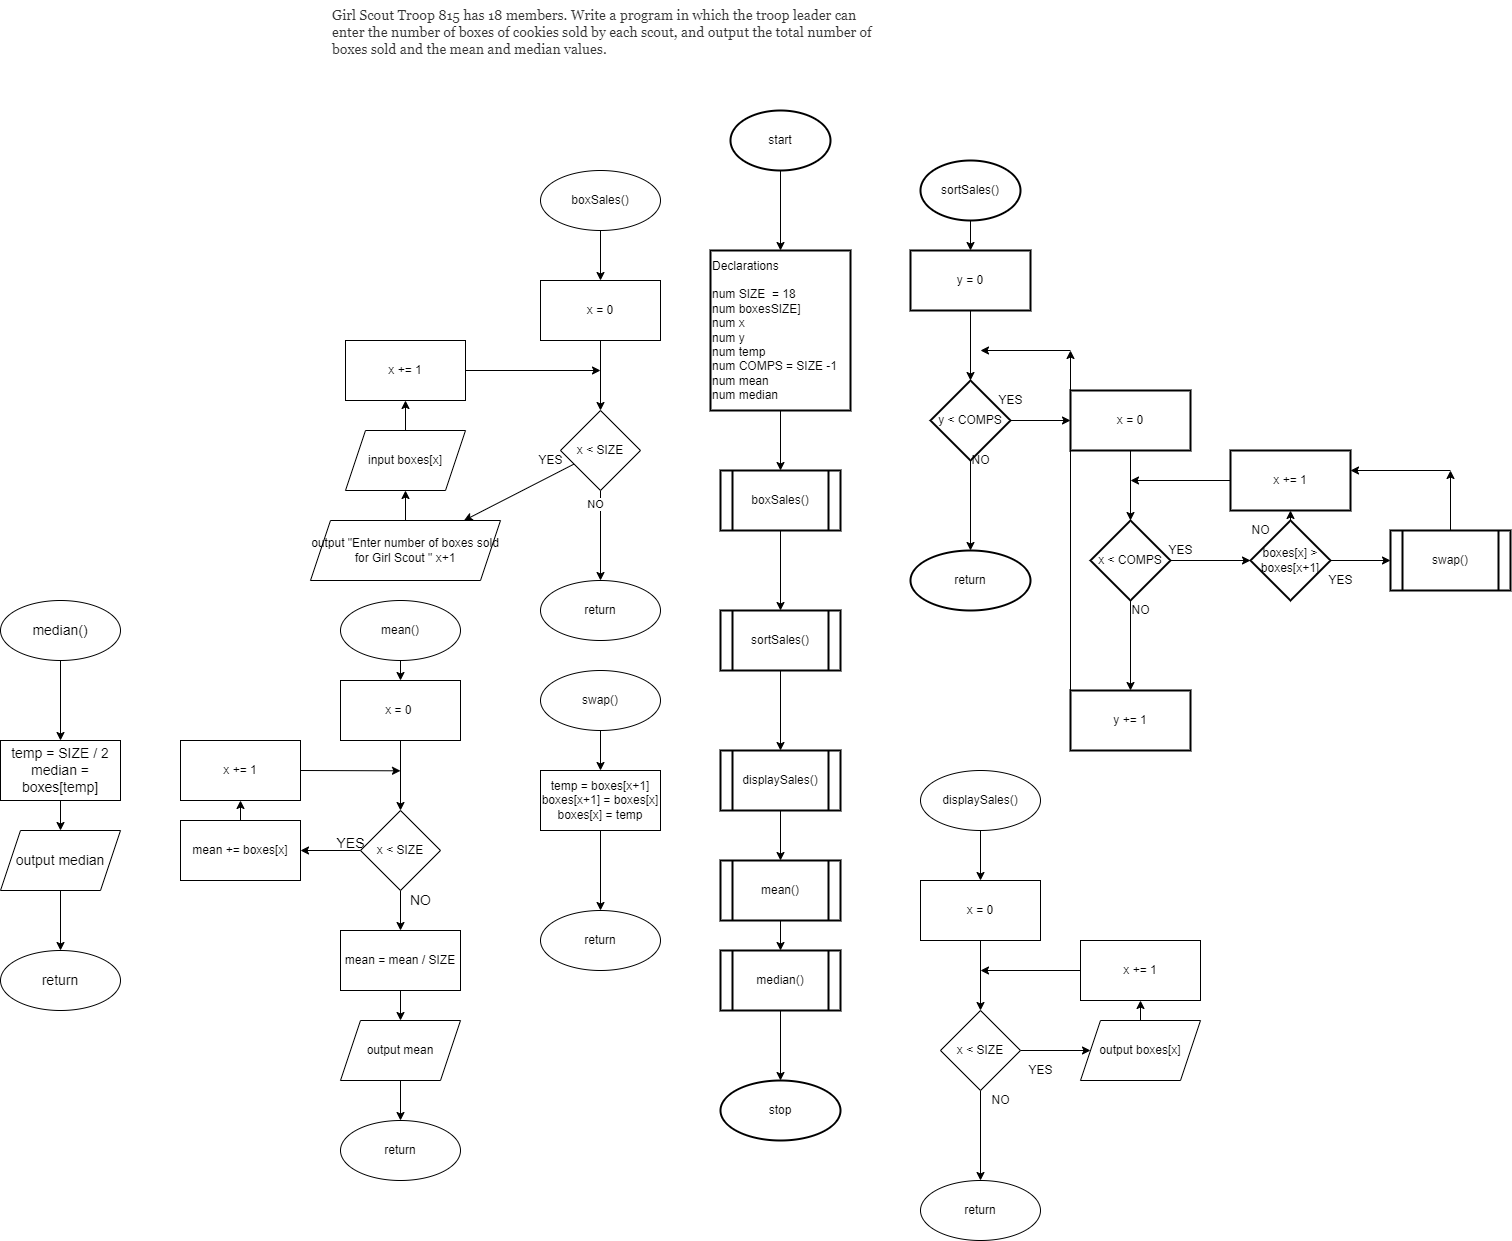 Girl Scout Troop 815 has 18 members. Write a program in which the troop leader can
enter the number of boxes of cookies sold by each scout, and output the total number of
boxes sold and the mean and median values.
start
Declarations
num SIZE  = 18
num boxesSIZE]
num x
num y
num temp
num COMPS = SIZE -1
num mean
num median
boxSales()
sortSales()
displaySales()
mean()
median()
stop
boxSales()
x = 0
x < SIZE
YES
NO
output "Enter number of boxes sold
for Girl Scout " x+1
input boxes[x]
x += 1
return
sortSales()
y = 0
y < COMPS
YES
NO
return
x = 0
x < COMPS
YES
NO
boxes[x] >
boxes[x+1]
YES
NO
swap()
x += 1
y += 1
median()
temp = SIZE / 2
median =
boxes[temp]
output median
return
mean()
x = 0
x < SIZE
YES
NO
mean += boxes[x]
x += 1
mean = mean / SIZE
output mean
return
swap()
temp = boxes[x+1]
boxes[x+1] = boxes[x]
boxes[x] = temp
return
displaySales()
x = 0
x < SIZE
YES
NO
output boxes[x]
x += 1
return